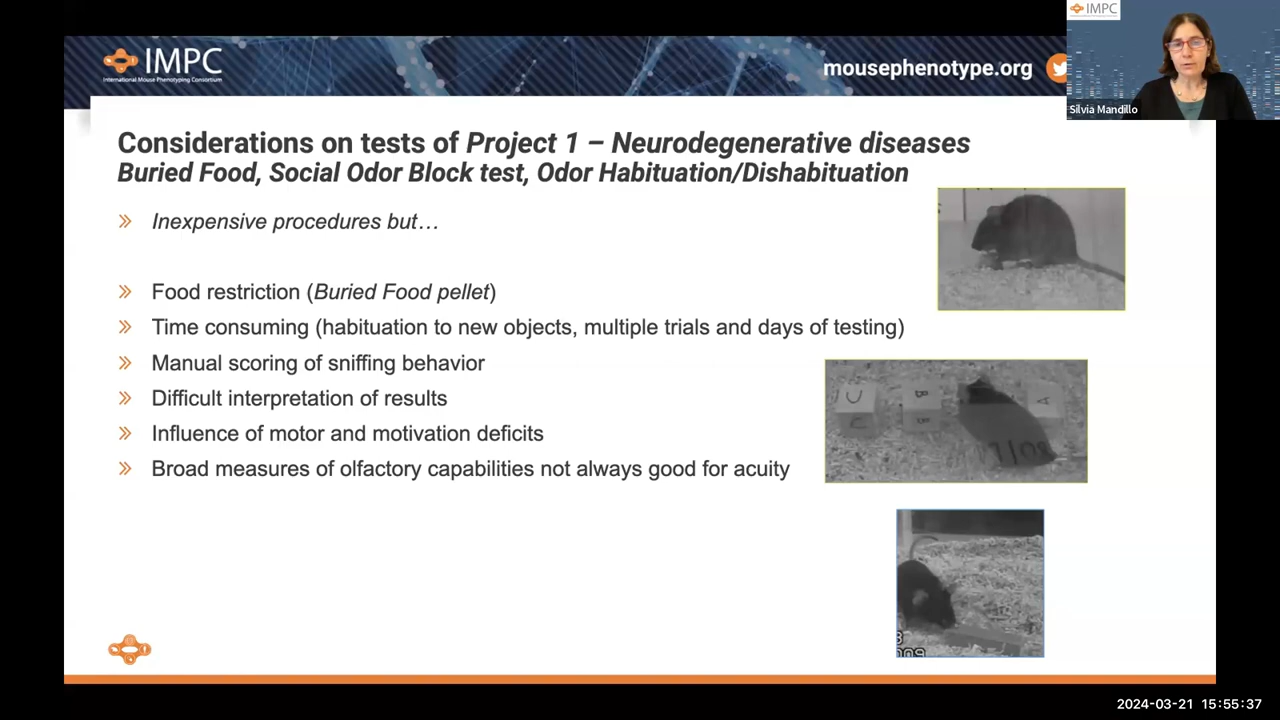 IMPC
International Mouse Phenotyping Consortium
mousephenotype.org
IMPC
Silvia Mandillo
Considerations on tests of Project 1 – Neurodegenerative diseases
Buried Food, Social Odor Block test, Odor Habituation/Dishabituation
» Inexpensive procedures but…
» Food restriction (Buried Food pellet)
» Time consuming (habituation to new objects, multiple trials and days of testing)
» Manual scoring of sniffing behavior
» Difficult interpretation of results
» Influence of motor and motivation deficits
» Broad measures of olfactory capabilities not always good for acuity
C
B
A
2024-03-21 15:55:37